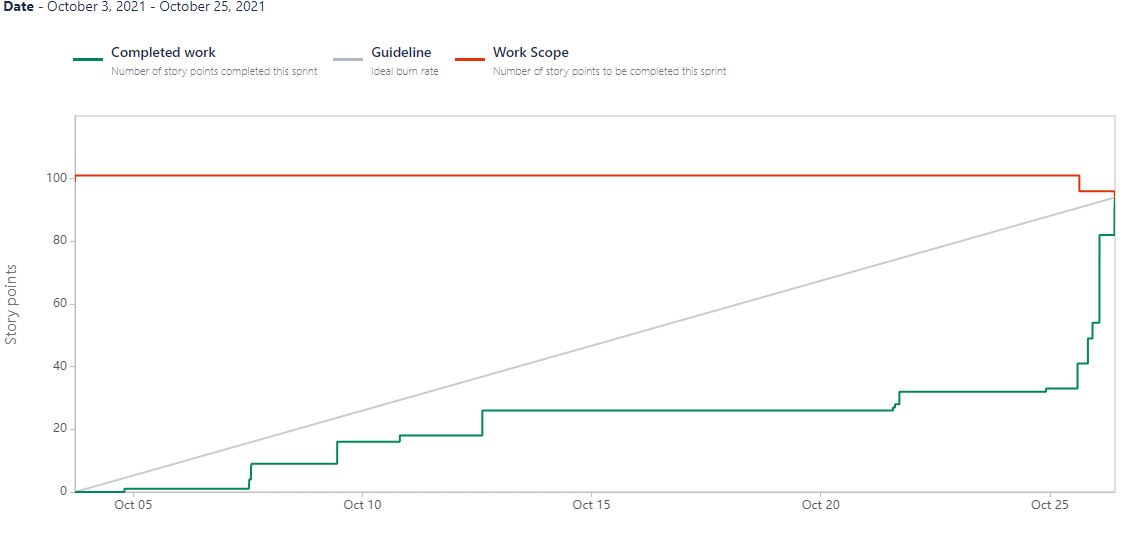 Date - October 3, 2021 - October 25, 2021
Completed work Guideline Work Scope
Number of story points completed this sprint Ideal burn rate Number of story points to be completed this sprint
100
80
60
40
20
0
Story points
Oct 05 Oct 10 Oct 15 Oct 20 Oct 25